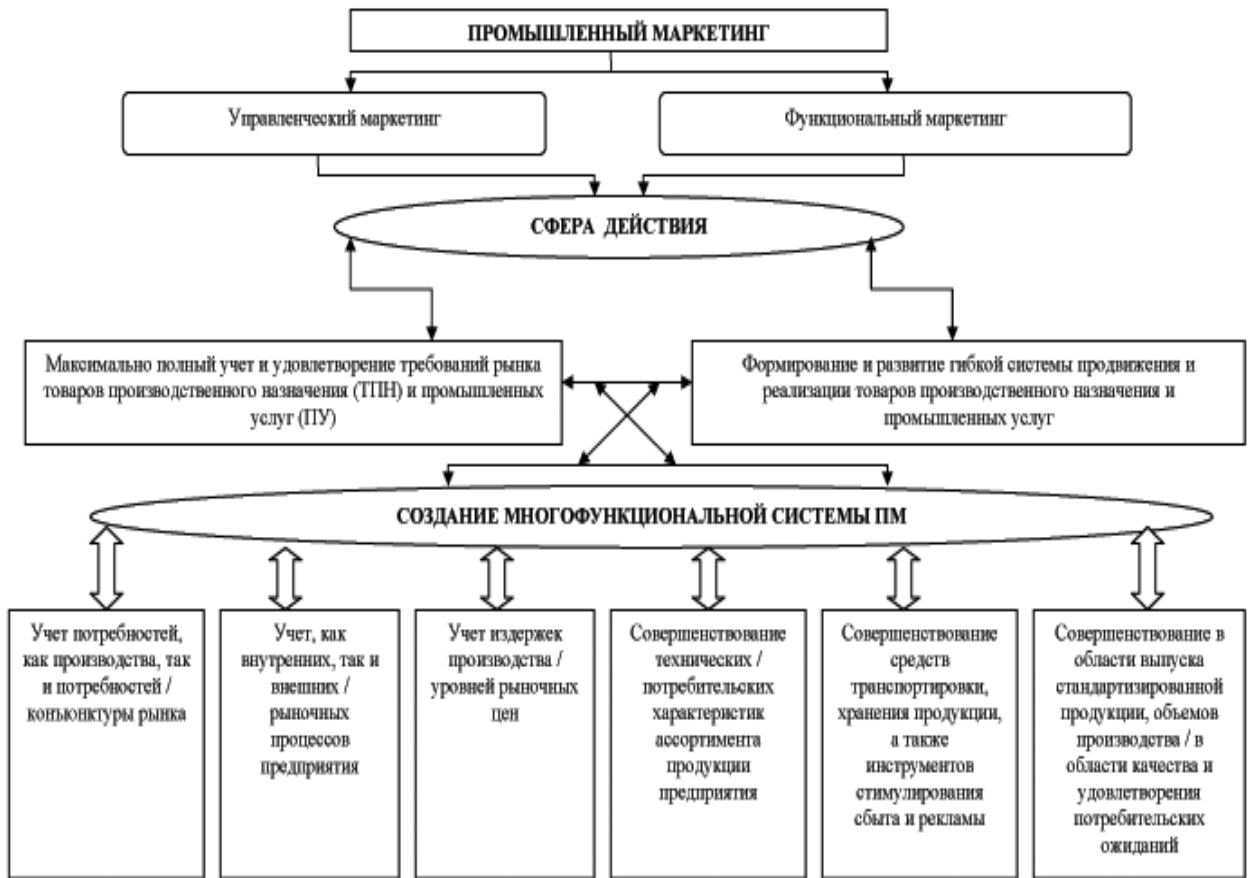 ПРОМЫШЛЕННЫЙ МАРКЕТИНГ
Управленческий маркетинг
Функциональный маркетинг
СФЕРА ДЕЙСТВИЯ
Максимально полный учет и удовлетворение требований рынка
товаров производственного назначения (ТПН) и промышленных
услуг (ПУ)
Формирование и развитие гибкой системы продвижения и
реализации товаров производственного назначения и
промышленных услуг
СОЗДАНИЕ МНОГОФУНКЦИОНАЛЬНОЙ СИСТЕМЫ ПМ
Учет потребностей,
как производства, так
и потребностей /
конъюнктуры рынка
Учет, как
внутренних, так и
внешних /
рыночных
процессов
предприятия
Учет издержек
производства /
уровней рыночных
цен
Совершенствование
технических /
потребительских
характеристик
ассортимента
продукции
предприятия
Совершенствование
средств
транспортировки,
хранения продукции,
а также
инструментов
стимулирования
сбыта и рекламы
Совершенствование в
области выпуска
стандартизированной
продукции, объемов
производства / в
области качества и
удовлетворения
потребительских
ожиданий